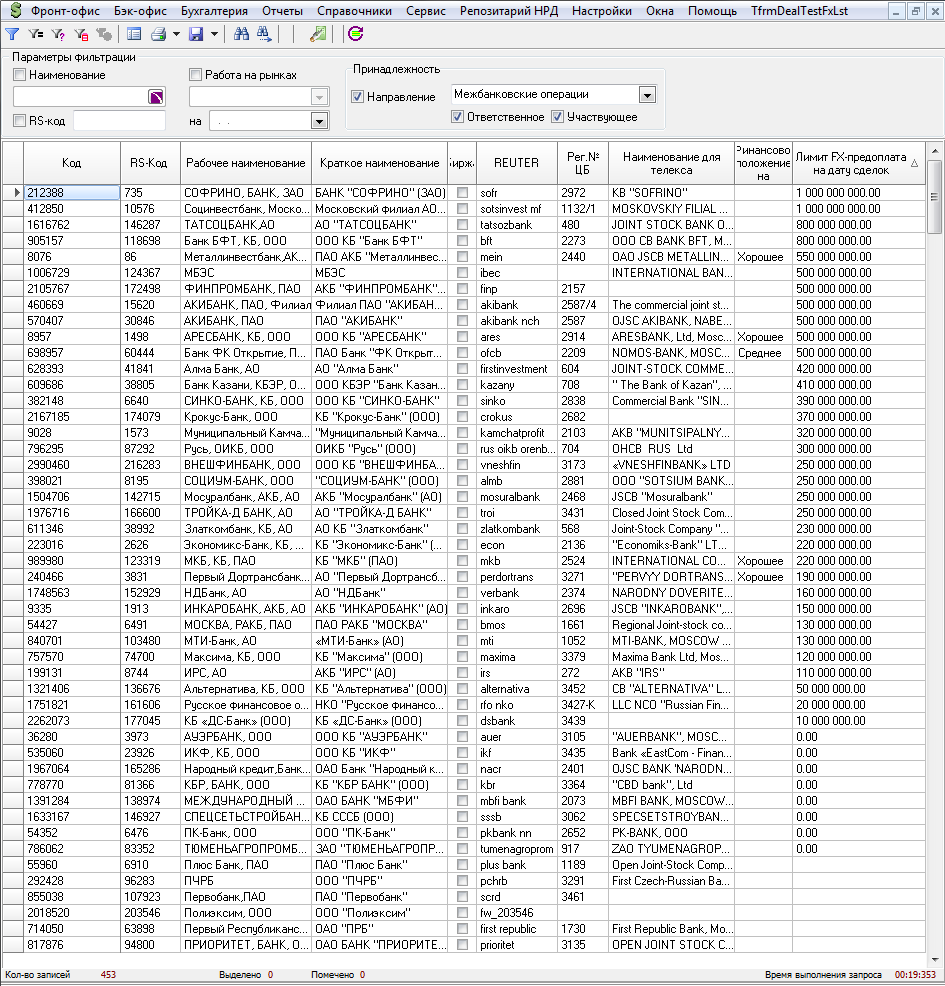 Фронт-офис Бэк-офис Бухгалтерия Отчеты Справочники Сервис Репозитарий НРД Настройки Окна Помощь TfrmDealTestFxLst
Параметры фильтрации
Наименование Работа на рынках Принадлежность
Направление Межбанковские операции
RS-код на Ответственное Участвующее
Код RS-Код Рабочее наименование Краткое наименование Бирж REUTER Рег.№ ЦБ Наименование для телекса Финансово положение на Лимит FX-предоплата на дату сделок
212388 735 СОФРИНО, БАНК, ЗАО БАНК "СОФРИНО" (ЗАО) sofr 2972 KB "SOFRINO" 1 000 000 000.00
412850 10576 Социнвестбанк, Моско... Московский Филиал АО... sotsinvest mf 1132/1 MOSKOVSKIY FILIAL ... 1 000 000 000.00
1616762 146287 ТАТСОЦБАНК,АО АО "ТАТСОЦБАНК" tatsozbank 480 JOINT STOCK BANK O... 800 000 000.00
905157 118698 Банк БФТ, КБ, ООО ООО КБ "Банк БФТ" bft 2273 OOO CB BANK BFT, M... 800 000 000.00
8076 86 Металлинвестбанк,АК... ПАО АКБ "Металлинвес... mein 2440 OAO JSCB METALLIN... Хорошее 550 000 000.00
1006729 124367 МБЭС МБЭС ibec INTERNATIONAL BAN... 500 000 000.00
2105767 172498 ФИНПРОМБАНК, ПАО АКБ "ФИНПРОМБАНК"... finp 2157 500 000 000.00
460669 15620 АКИБАНК, ПАО, Филиал Филиал ПАО "АКИБАН... akibank 2587/4 The commercial joint st... 500 000 000.00
570407 30846 АКИБАНК, ПАО ПАО "АКИБАНК" akibank nch 2587 OJSC AKIBANK, NABE... 500 000 000.00
8957 1498 АРЕСБАНК, КБ, ООО ООО КБ "АРЕСБАНК" ares 2914 ARESBANK, Ltd, Mosc... Хорошее 500 000 000.00
698957 60444 Банк ФК Открытие, П... ПАО Банк "ФК Открыт... ofcb 2209 NOMOS-BANK, MOSC... Среднее 500 000 000.00
628393 41841 Алма Банк, АО АО "Алма Банк" firstinvestment 604 JOINT-STOCK COMME... 420 000 000.00
609686 38805 Банк Казани, КБЭР, О... ООО КБЭР "Банк Казан... kazany 708 " The Bank of Kazan", ... 410 000 000.00
382148 6640 СИНКО-БАНК, КБ, ООО ООО КБ "СИНКО-БАНК" sinko 2838 Commercial Bank "SIN... 390 000 000.00
2167185 174079 Крокус-Банк, ООО КБ "Крокус-Банк" (ООО) crokus 2682 370 000 000.00
9028 1573 Муниципальный Камча... "Муниципальный Камча... kamchatprofit 2103 AKB "MUNITSIPALNY... 320 000 000.00
796295 87292 Русь, ОИКБ, ООО ОИКБ "Русь" (ООО) rus oikb orenb... 704 OHCB RUS Ltd 300 000 000.00
2990460 216283 ВНЕШФИНБАНК, ООО ООО КБ "ВНЕШФИНБА... vneshfin 3173 «VNESHFINBANK» LTD 250 000 000.00
398021 8195 СОЦИУМ-БАНК, ООО "СОЦИУМ-БАНК" (ООО) almb 2881 OOO "SOTSIUM BANK... 250 000 000.00
1504706 142715 Мосуралбанк, АКБ, АО АКБ "Мосуралбанк" (АО) mosuralbank 2468 JSCB "Mosuralbank" 250 000 000.00
1976716 166600 ТРОЙКА-Д БАНК, АО АО "ТРОЙКА-Д БАНК" troi 3431 Closed Joint Stock Com... 250 000 000.00
611346 38992 Златкомбанк, КБ, АО АО КБ "Златкомбанк" zlatkombank 568 Joint-Stock Company "... 230 000 000.00
223016 2626 Экономикс-Банк, КБ, ... КБ "Экономикс-Банк" (... econ 2136 "Economiks-Bank" LT... 220 000 000.00
989980 123319 МКБ, КБ, ПАО КБ "МКБ" (ПАО) mkb 2524 INTERNATIONAL CO... Хорошее 220 000 000.00
240466 3831 Первый Дортрансбанк... АО "Первый Дортрансб... perdortrans 3271 "PERVYY DORTRANS... Хорошее 190 000 000.00
1748563 152929 НДБанк, АО АО "НДБанк" verbank 2374 NARODNY DOVERITE... 160 000 000.00
9335 1913 ИНКАРОБАНК, АКБ, АО АКБ "ИНКАРОБАНК" (АО) inkaro 2696 JSCB "INKAROBANK",... 150 000 000.00
54427 6491 МОСКВА, РАКБ, ПАО ПАО РАКБ "МОСКВА" bmos 1661 Regional Joint-stock co... 130 000 000.00
840701 103480 МТИ-Банк, АО «МТИ-Банк» (АО) mti 1052 MTI-BANK, MOSCOW ... 130 000 000.00
757570 74700 Максима, КБ, ООО КБ "Максима" (ООО) maxima 3379 Maxima Bank Ltd, Mos... 120 000 000.00
199131 8744 ИРС, АО АКБ "ИРС" (АО) irs 272 AKB "IRS" 110 000 000.00
1321406 136676 Альтернатива, КБ, ООО КБ "Альтернатива" (ООО) alternativa 3452 CB "ALTERNATIVA" L... 50 000 000.00
1751821 161606 Русское финансовое о... НКО "Русское финансо... rfo nko 3427-K LLC NCO "Russian Fin... 20 000 000.00
2262073 177045 КБ «ДС-Банк» (ООО) КБ «ДС-Банк» (ООО) dsbank 3439 10 000 000.00
36280 3973 АУЭРБАНК, ООО ООО КБ "АУЭРБАНК" auer 3105 "AUERBANK", MOSC... 0.00
535060 23926 ИКФ, КБ, ООО ООО КБ "ИКФ" ikf 3435 Bank «EastCom - Finan... 0.00
1967064 165286 Народный кредит,Банк... ОАО Банк "Народный к... nacr 2401 OJSC BANK 'NARODN... 0.00
778770 81366 КБР, БАНК, ООО ООО "КБР БАНК" (ООО) kbr 3364 "CBD bank", Ltd 0.00
1391284 138974 МЕЖДУНАРОДНЫЙ ... ОАО БАНК "МБФИ" mbfi bank 2073 MBFI BANK, MOSCOW... 0.00
1633167 146927 СПЕЦСЕТЬСТРОЙБАН... КБ СССБ (ООО) sssb 3062 SPECSETSTROYBAN... 0.00
54352 6476 ПК-Банк, ООО ООО "ПК-Банк" pkbank nn 2652 PK-BANK, OOO 0.00
786062 83352 ТЮМЕНЬАГРОПРОМБ... ЗАО "ТЮМЕНЬАГРОПР... tumenagroprom 917 ZAO TYUMENAGROP... 0.00
55960 6910 Плюс Банк, ПАО ПАО "Плюс Банк" plus bank 1189 Open Joint-Stock Comp...
292428 96283 ПЧРБ ООО "ПЧРБ" pchrb 3291 First Czech-Russian Ba...
855038 107923 Первобанк,ПАО ПАО "Первобанк" scrd 3461
2018520 203546 Полиэксим, ООО ООО "Полиэксим" fw_203546
714050 63898 Первый Республиканс... ОАО "ПРБ" first republic 1730 First Republic Bank, Mo...
817876 94800 ПРИОРИТЕТ, БАНК, О... ОАО БАНК "ПРИОРИТЕ... prioritet 3135 OPEN JOINT STOCK C...
Кол-во записей 453 Выделено 0 Помечено 0 Время выполнения запроса 00:19:353